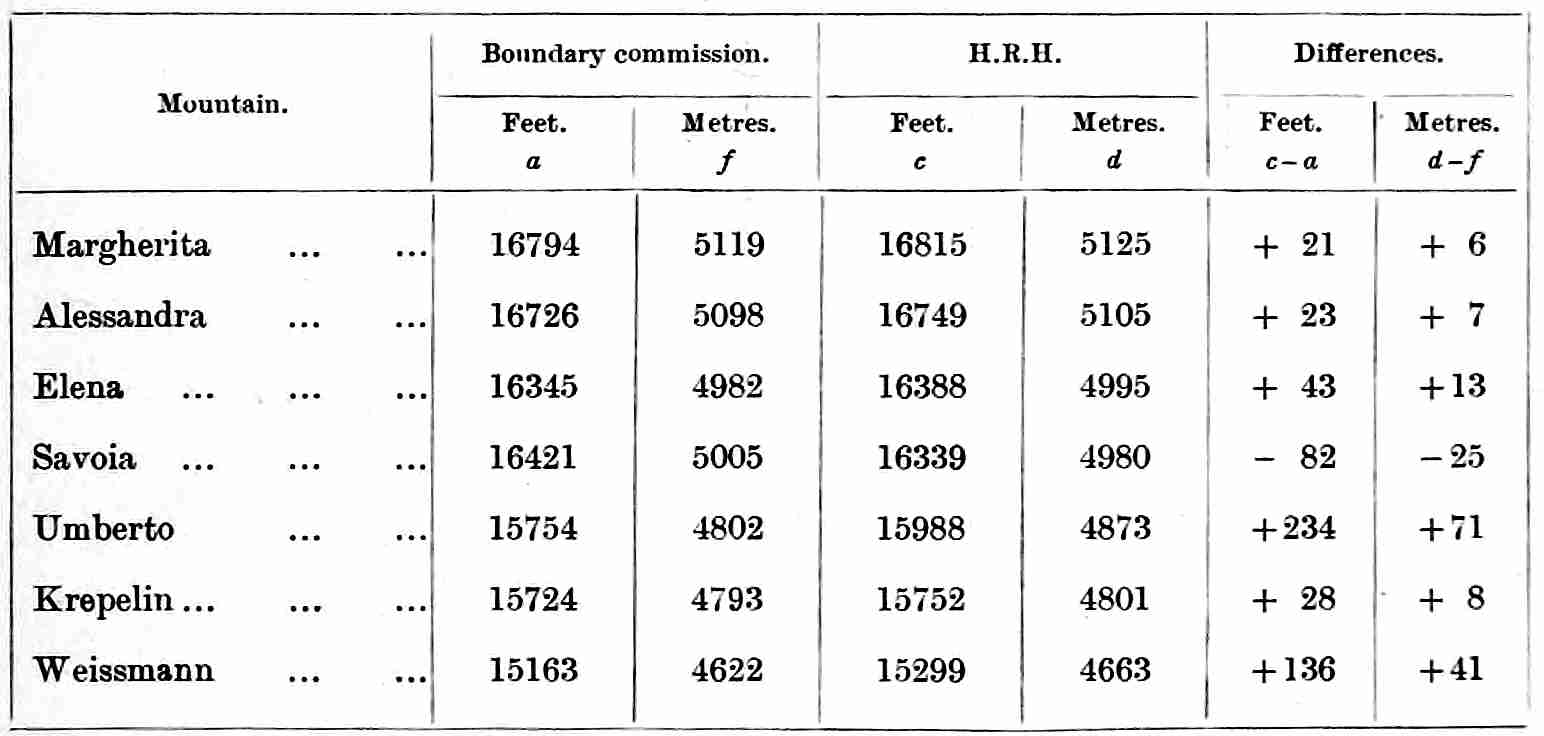 Mountain. Boundary commission. H.R.H. Differences.
Feet. Metres. Feet. Metres. Feet. Metres.
a f c d c–a d–f
Margherita ... ... 16794 5119 16815 5125 + 21 + 6
Alessandra ... ... 16726 5098 16749 5105 + 23 + 7
Elena ... ... ... 16345 4982 16388 4995 + 43 +13
Savoia ... ... ... 16421 5005 16339 4980 – 82 –25
Umberto ... ... 15754 4802 15988 4873 +234 +71
Krepelin ... ... ... 15724 4793 15752 4801 + 28 + 8
Weissmann ... ... 15163 4622 15299 4663 +136 +41